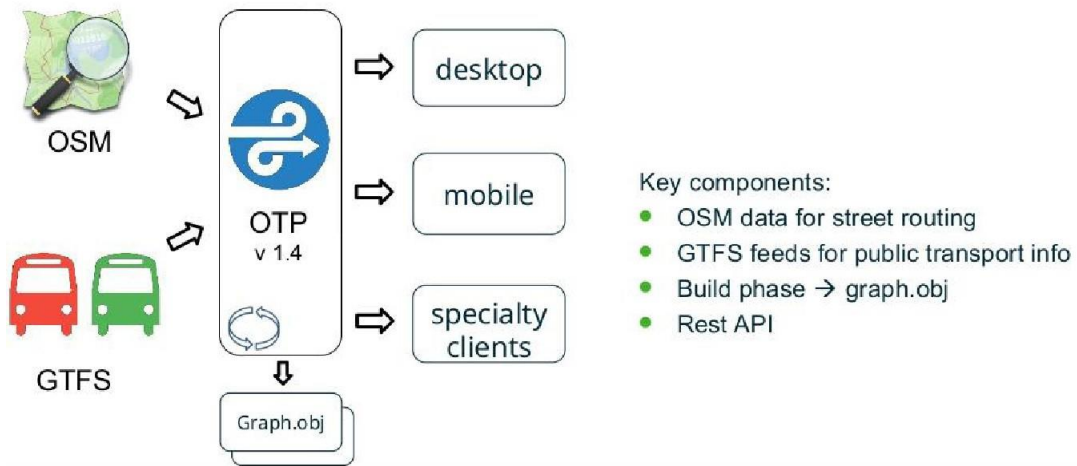 OSM
GTFS
OTP
v 1.4
Graph.obj
desktop
mobile
specialty
clients
Key components:
• OSM data for street routing
• GTFS feeds for public transport info
• Build phase → graph.obj
• Rest API